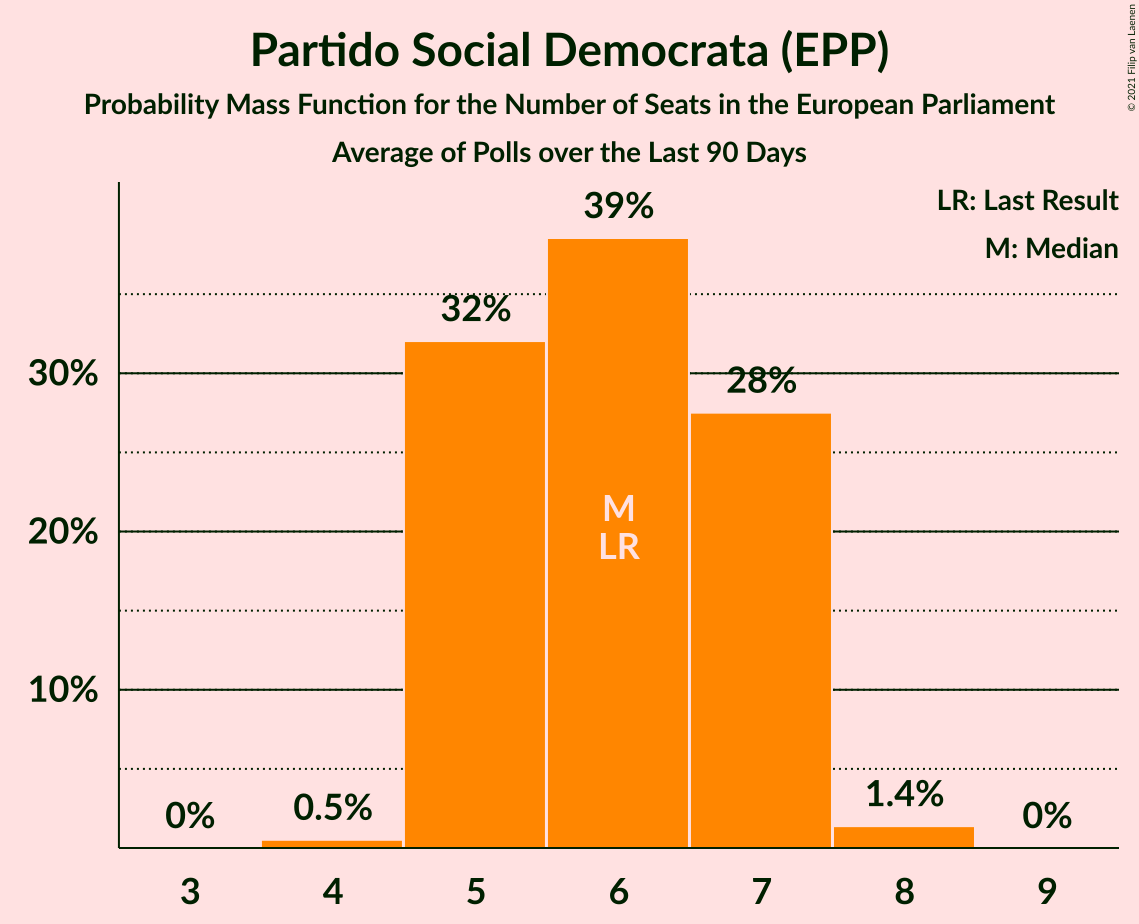 Partido Social Democrata (EPP)
Probability Mass Function for the Number of Seats in the European Parliament
Average of Polls over the Last 90 Days
© 2021 Filip van Laenen
LR: Last Result
M: Median
39%
32%
30%
28%
M
20%
LR
10%
0%
0.5%
1.4%
0%
3 4 5 6 7 8 9